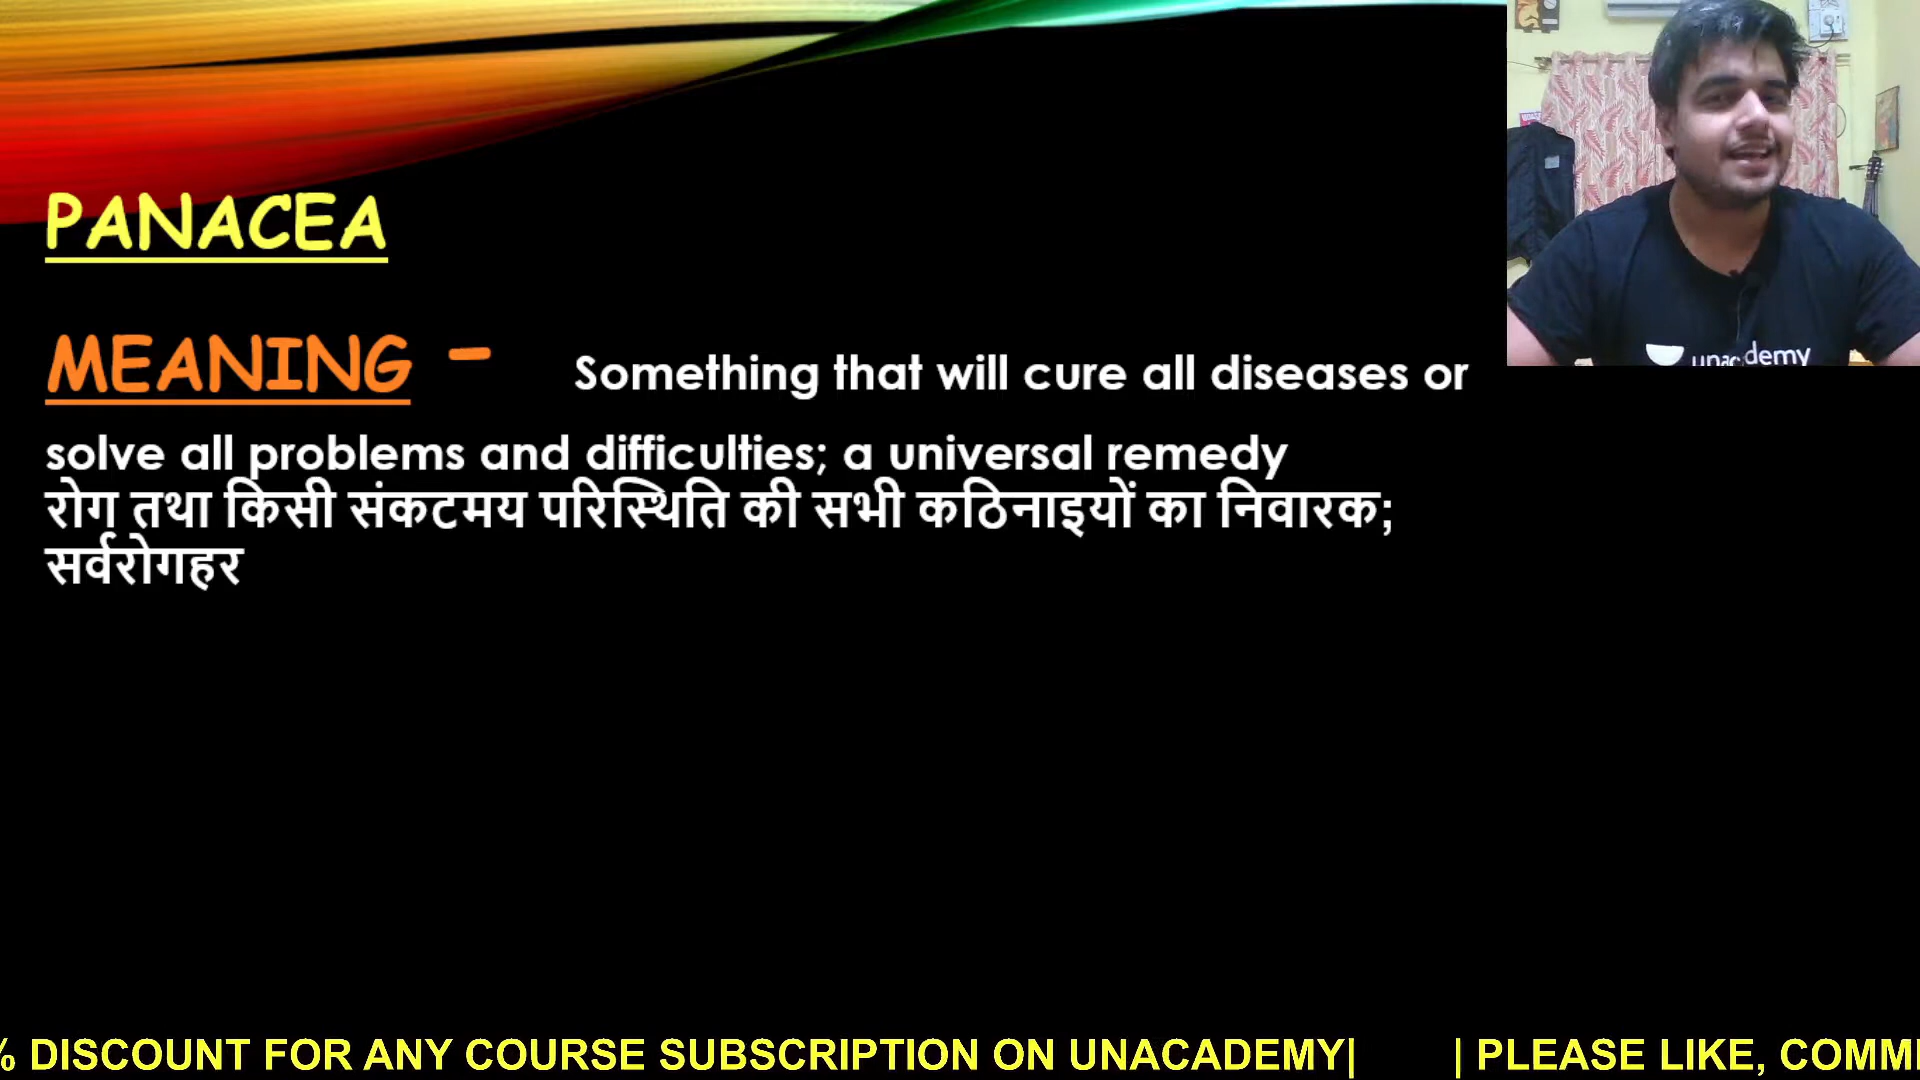 PANACEA
MEANING - Something that will cure all diseases or
solve all problems and difficulties; a universal remedy
रोग तथा किसी संकटमय परिस्थिति की सभी कठिनाइयों का निवारक;
सर्वरोगहर
unacademy
% DISCOUNT FOR ANY COURSE SUBSCRIPTION ON UNACADEMY| | PLEASE LIKE,